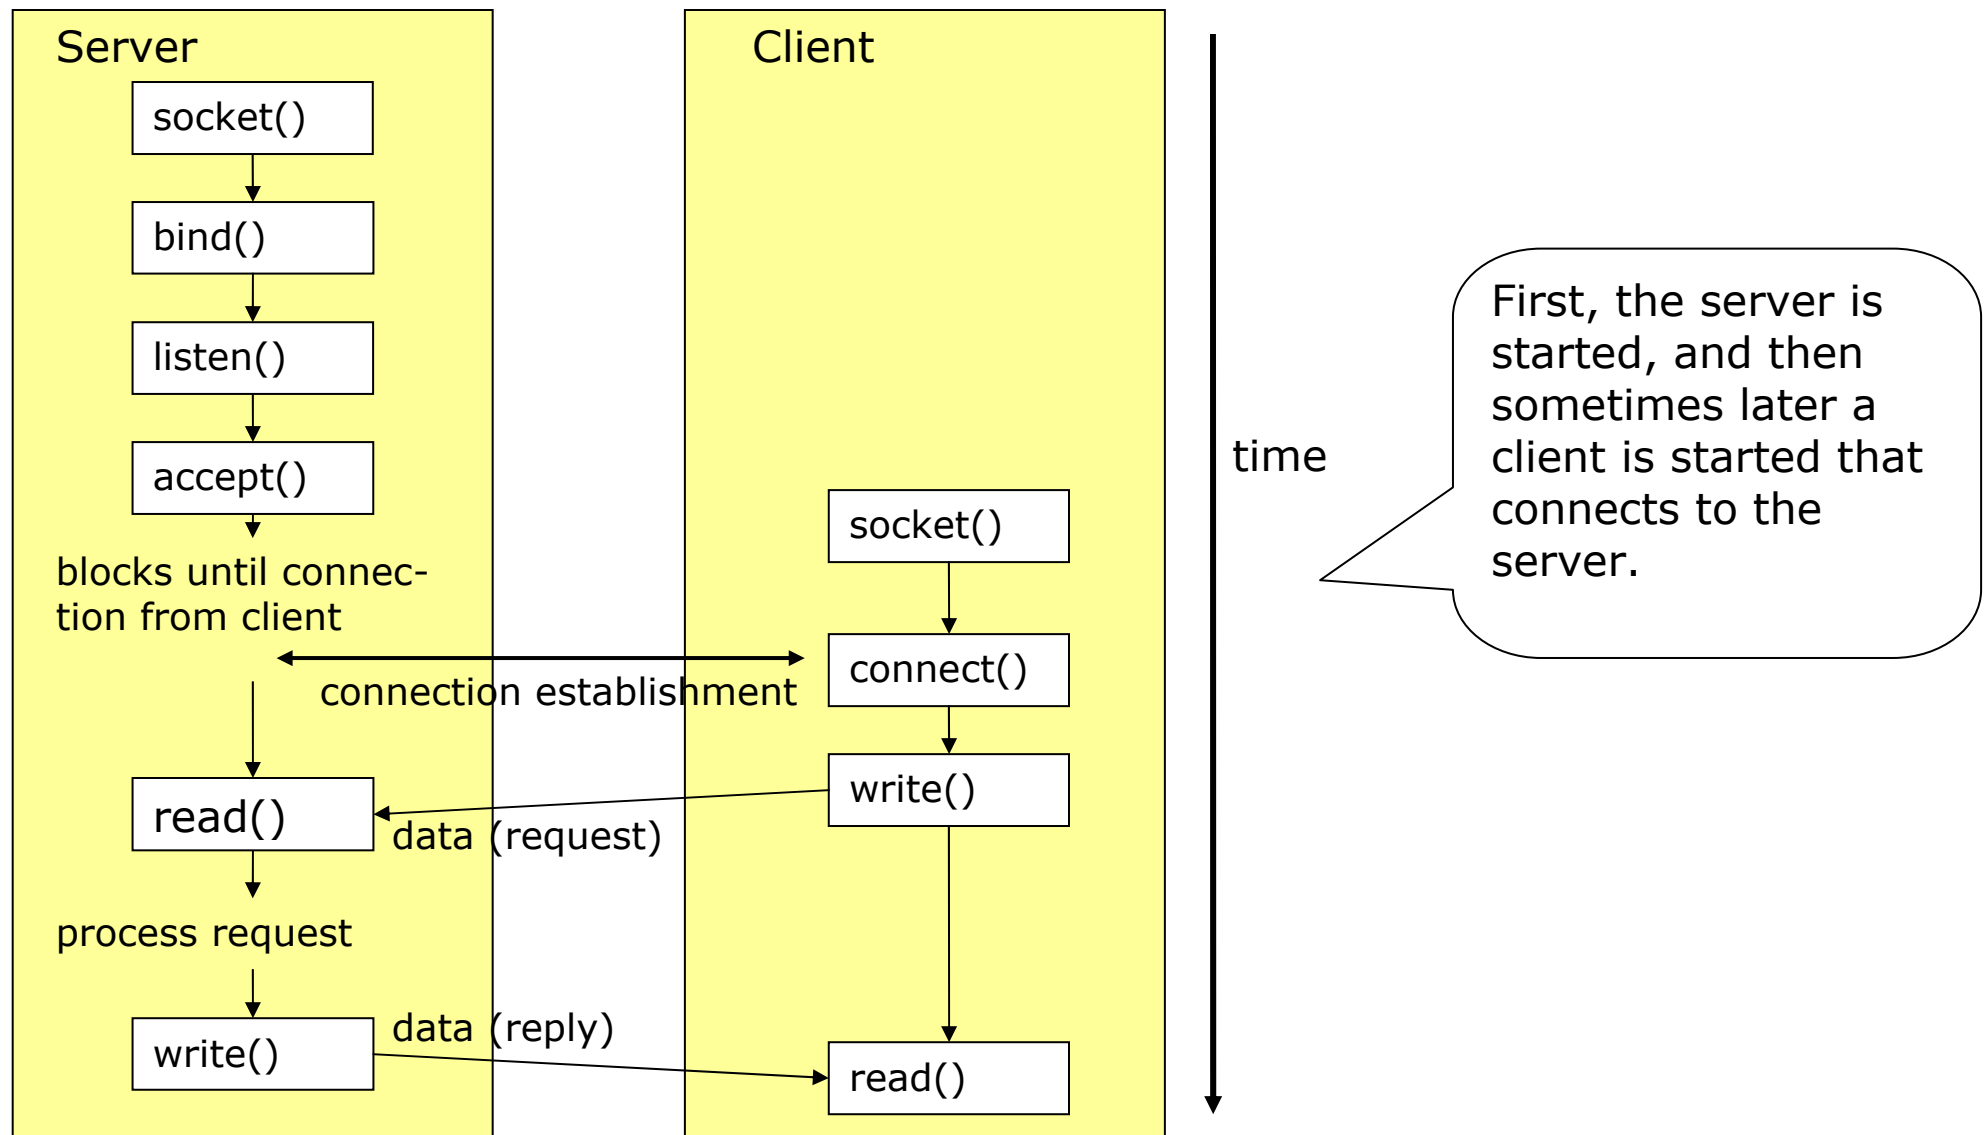 Server
socket()
bind()
listen()
accept()
blocks until connec-
tion from client
read()
process request
write()
connection establishment
data (request)
data (reply)
Client
socket()
connect()
write()
read()
time
First, the server is
started, and then
sometimes later a
client is started that
connects to the
server.